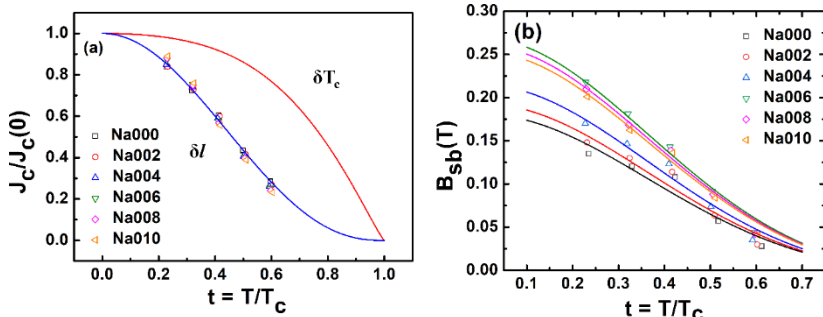 (a)
δTc
δl
Jc/Jc(0)
1.0
0.8
0.6
0.4
0.2
0.0
Na000
Na002
Na004
Na006
Na008
Na010
0.0 0.2 0.4 0.6 0.8 1.0
t = T/Tc
(b)
Bsb(T)
0.30
0.25
0.20
0.15
0.10
0.05
0.00
Na000
Na002
Na004
Na006
Na008
Na010
0.1 0.2 0.3 0.4 0.5 0.6 0.7
t = T/Tc